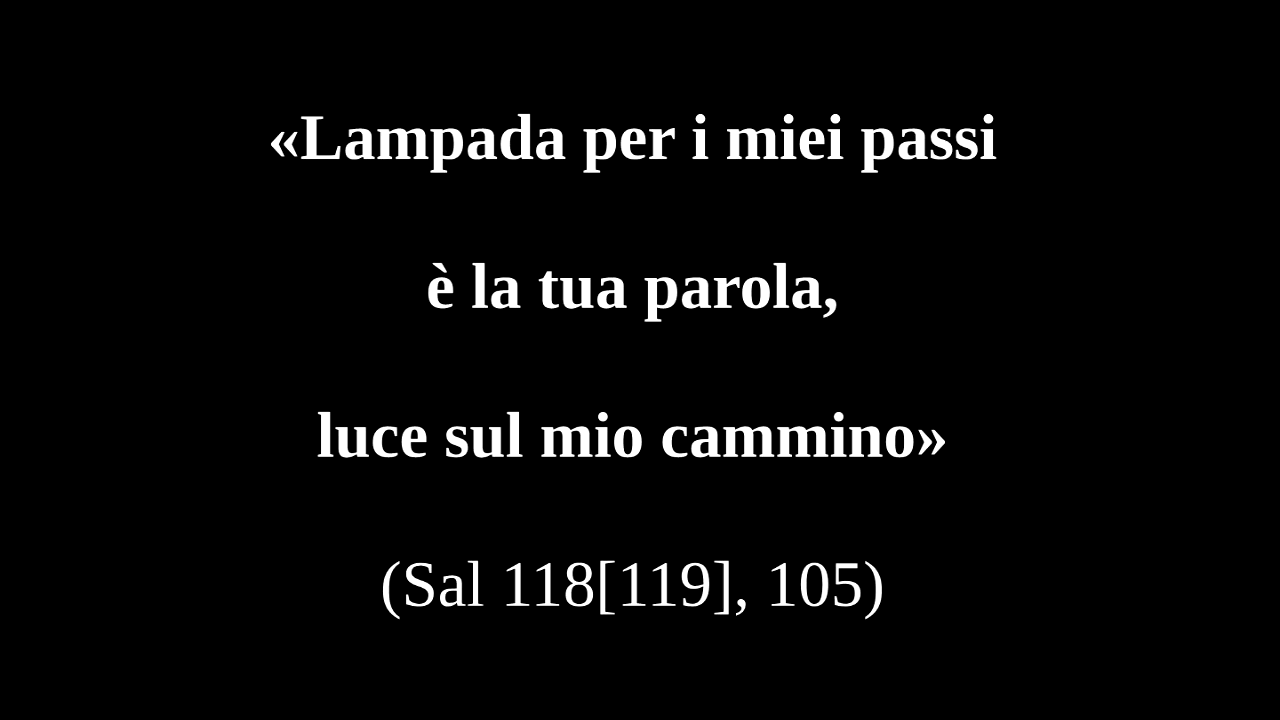 «Lampada per i miei passi
è la tua parola,
luce sul mio cammino»
(Sal 118[119], 105)